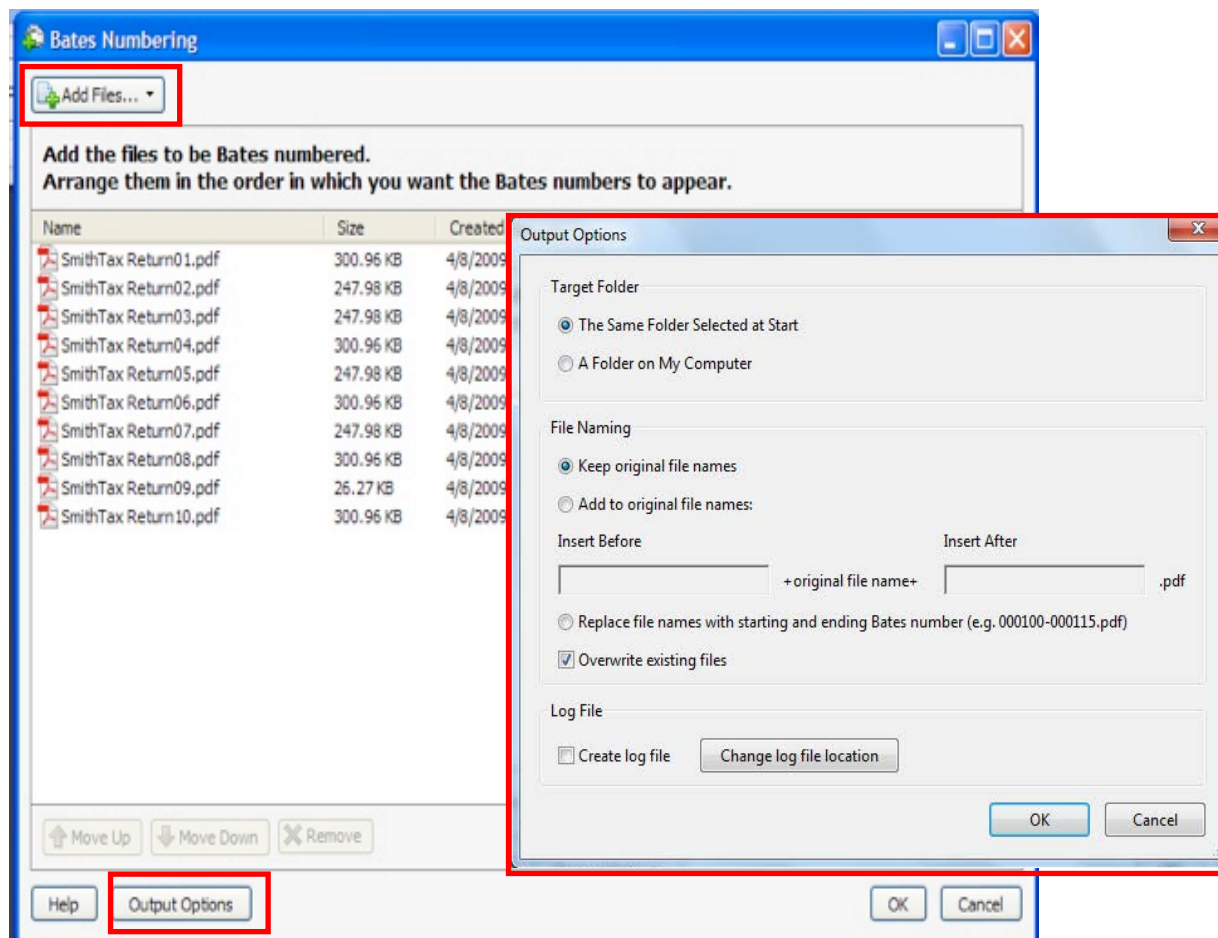 Bates Numbering
Add Files...
Add the files to be Bates numbered.
Arrange them in the order in which you want the Bates numbers to appear.
Name Size Created
SmithTax Return01.pdf 300.96 KB 4/8/2009
SmithTax Return02.pdf 247.98 KB 4/8/2009
SmithTax Return03.pdf 247.98 KB 4/8/2009
SmithTax Return04.pdf 300.96 KB 4/8/2009
SmithTax Return05.pdf 247.98 KB 4/8/2009
SmithTax Return06.pdf 300.96 KB 4/8/2009
SmithTax Return07.pdf 247.98 KB 4/8/2009
SmithTax Return08.pdf 300.96 KB 4/8/2009
SmithTax Return09.pdf 26.27 KB 4/8/2009
SmithTax Return10.pdf 300.96 KB 4/8/2009
Move Up Move Down Remove
Help Output Options OK Cancel
Output Options
Target Folder
The Same Folder Selected at Start
A Folder on My Computer
File Naming
Keep original file names
Add to original file names:
Insert Before Insert After
+original file name+ .pdf
Replace file names with starting and ending Bates number (e.g. 000100-000115.pdf)
Overwrite existing files
Log File
Create log file Change log file location
OK Cancel